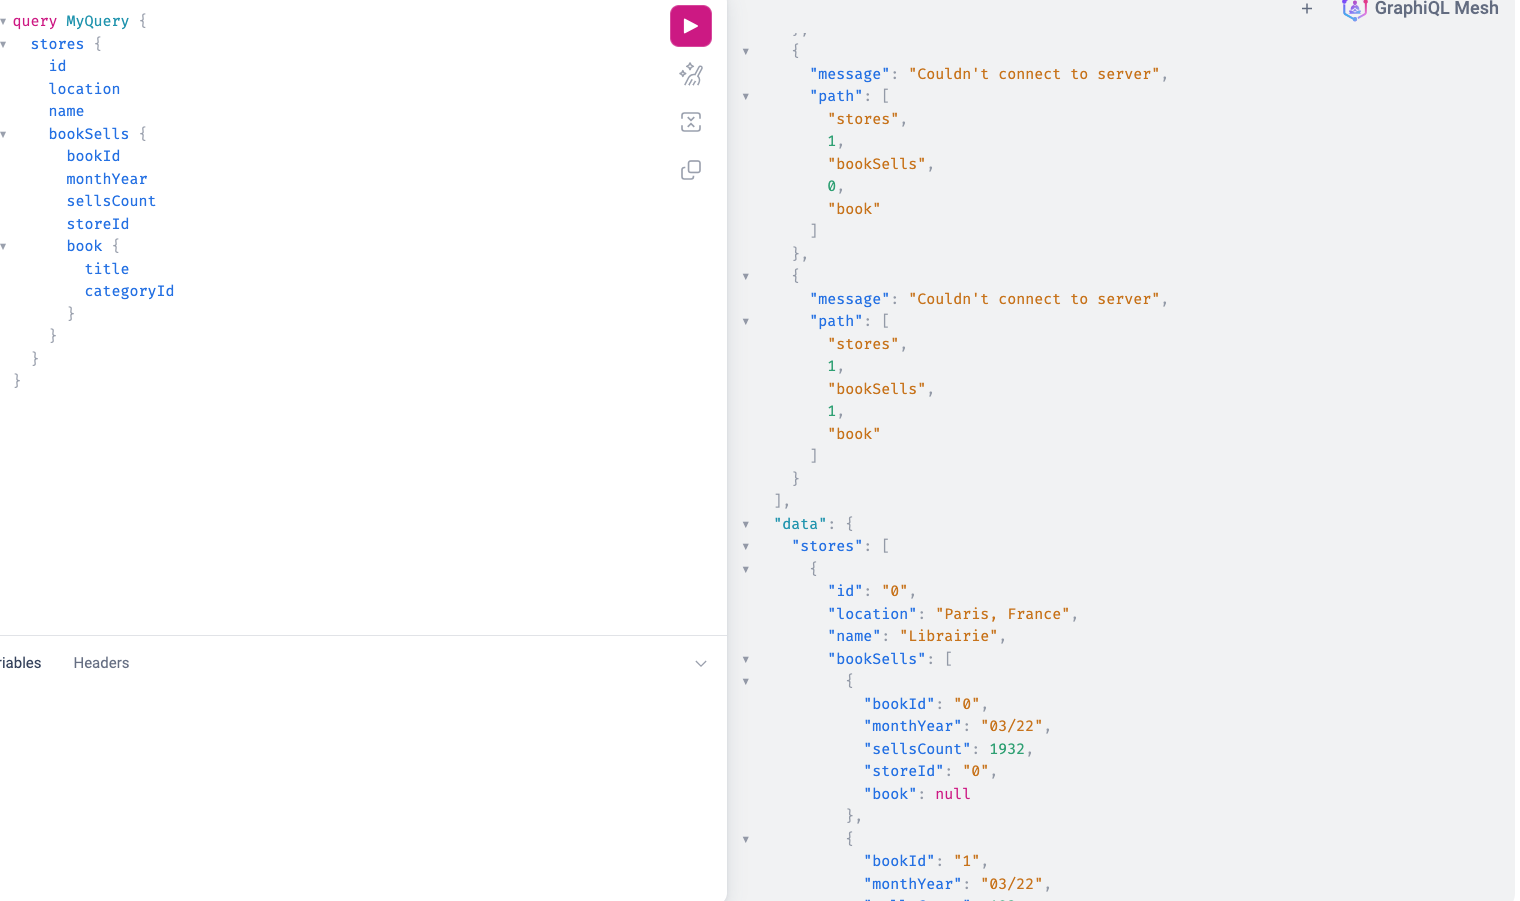 query MyQuery {
stores {
id
location
name
bookSells {
bookId
monthYear
sellsCount
storeId
book {
title
categoryId
}
}
}
}
riables
Headers
+
GraphiQL Mesh
},
{
"message": "Couldn't connect to server",
"path": [
"stores",
1,
"bookSells",
0,
"book"
]
},
{
"message": "Couldn't connect to server",
"path": [
"stores",
1,
"bookSells",
1,
"book"
]
}
],
"data": {
"stores": [
{
"id": "0",
"location": "Paris, France",
"name": "Librairie",
"bookSells": [
{
"bookId": "0",
"monthYear": "03/22",
"sellsCount": 1932,
"storeId": "0",
"book": null
},
{
"bookId": "1",
"monthYear": "03/22",